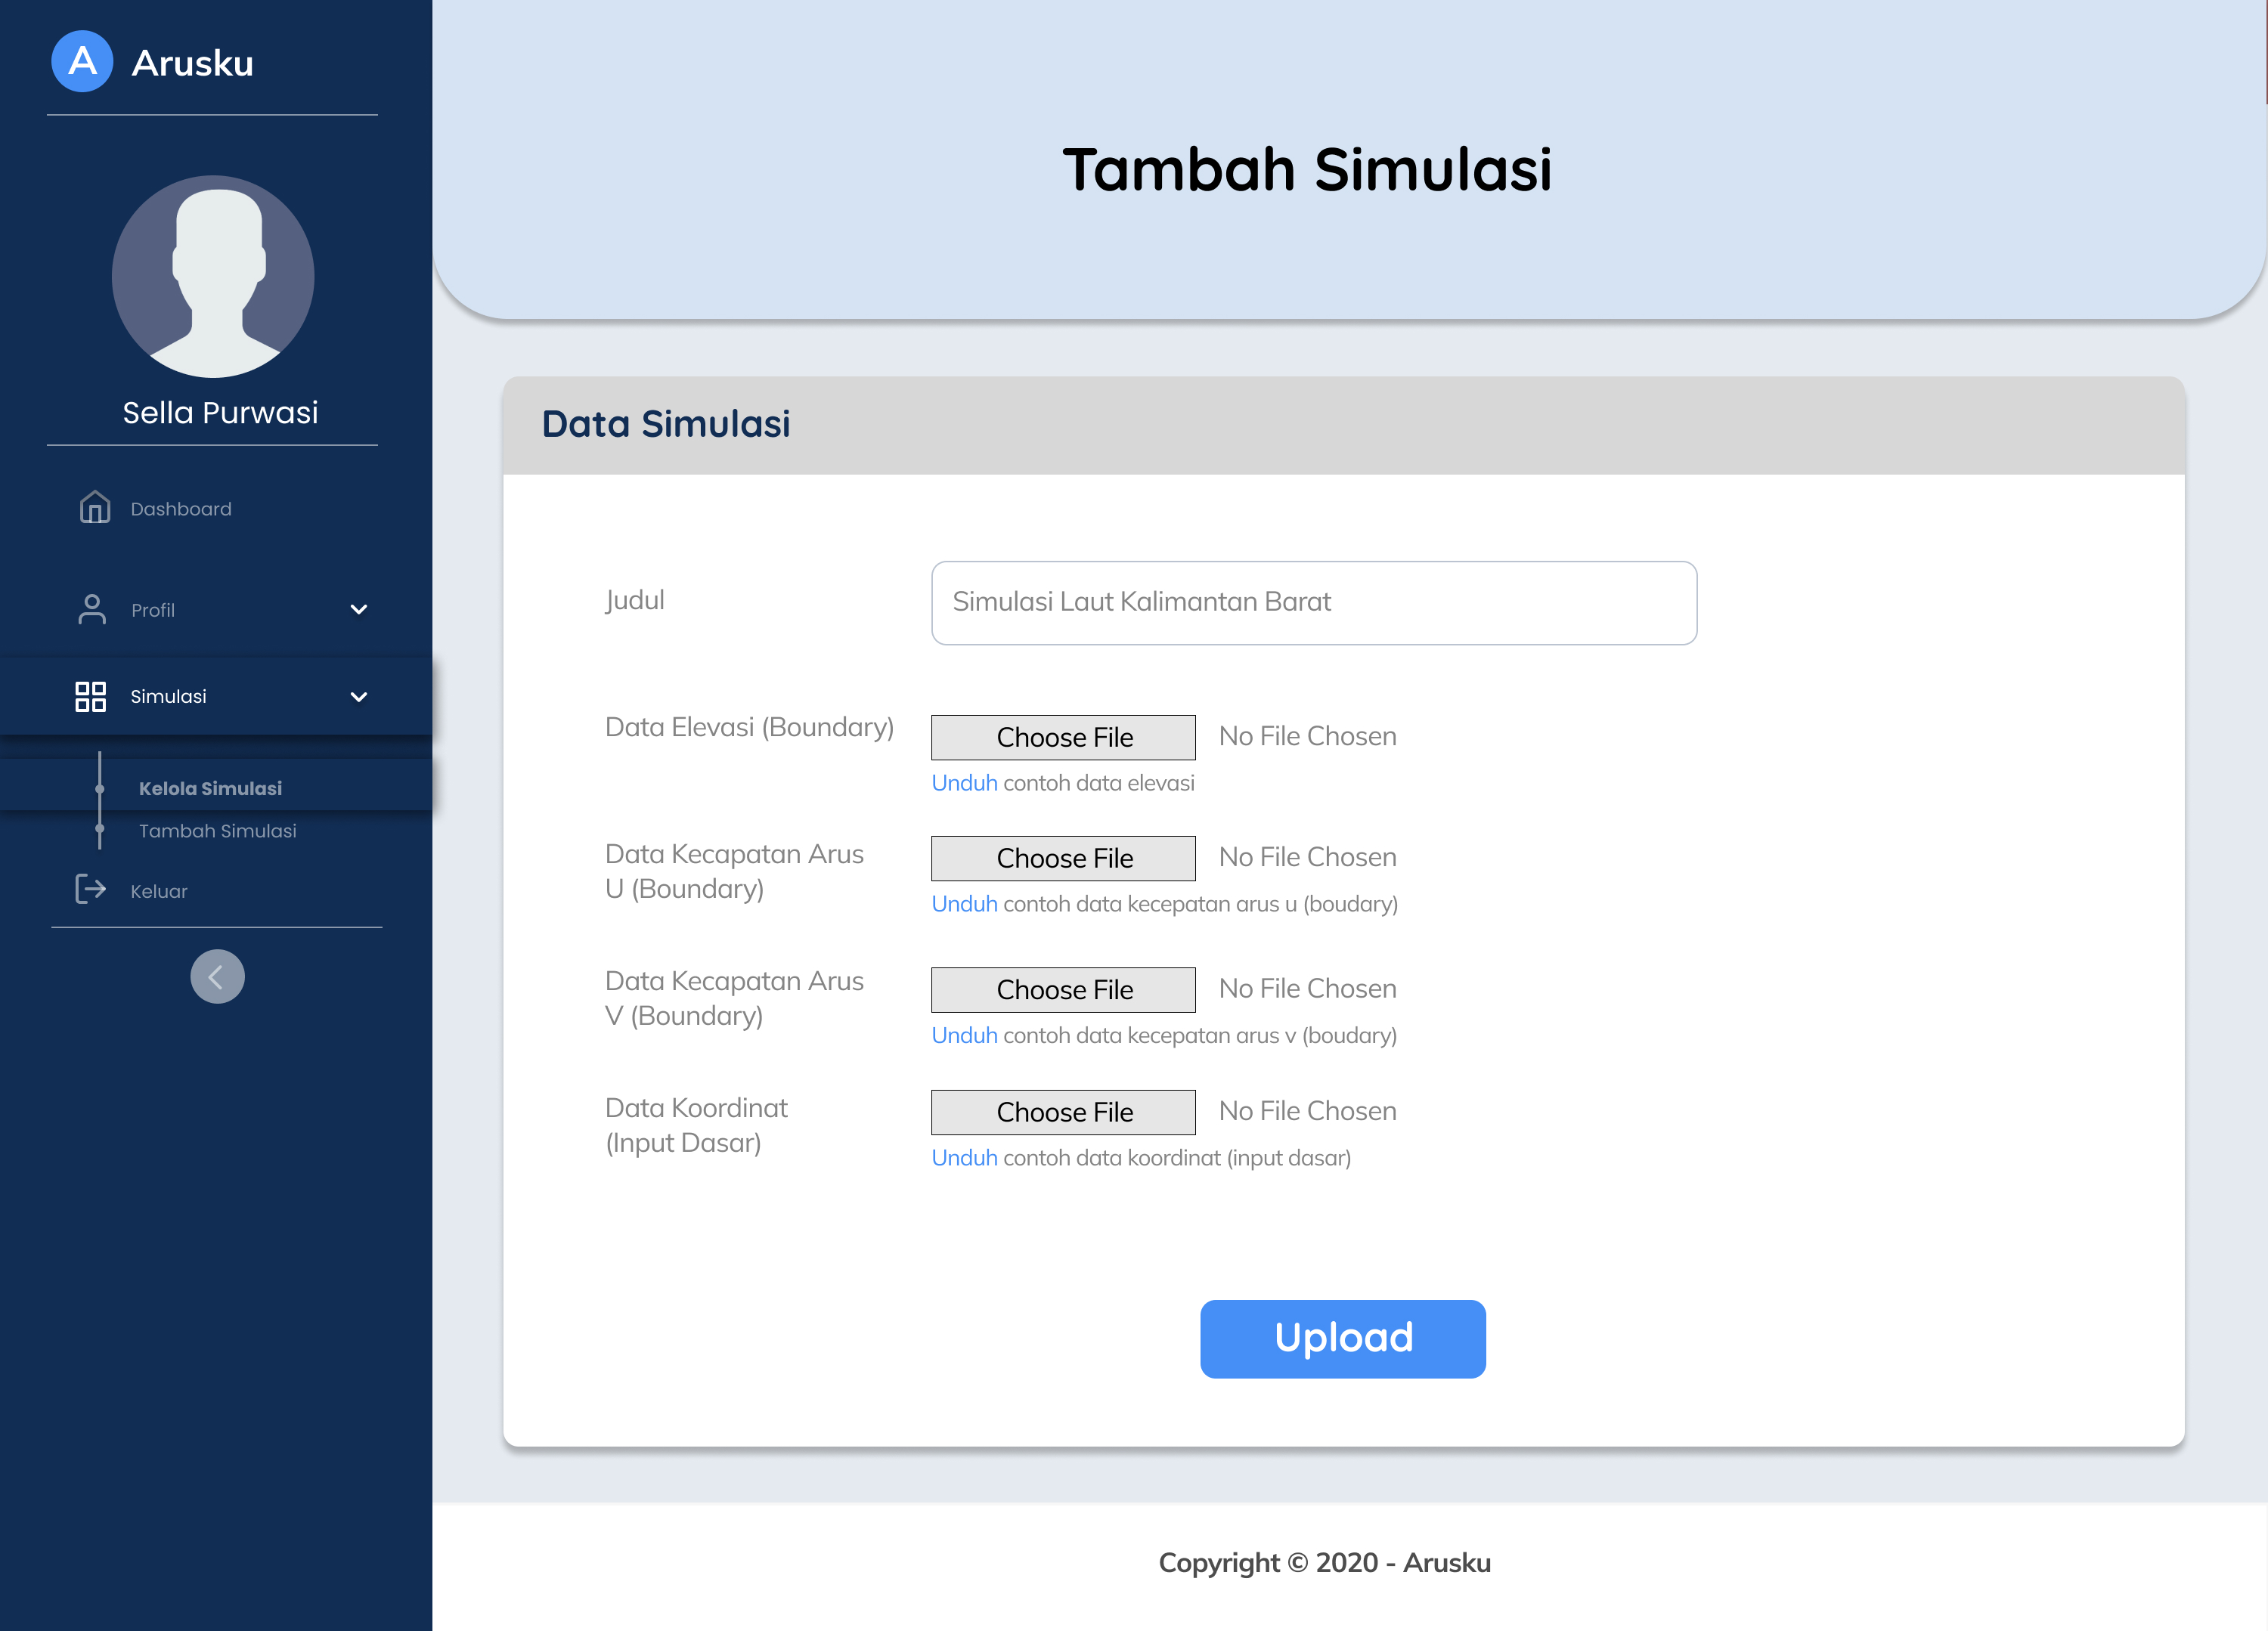 A Arusku
Sella Purwasi
Dashboard
Profil
Simulasi
Kelola Simulasi
Tambah Simulasi
Keluar
Tambah Simulasi
Data Simulasi
Judul
Simulasi Laut Kalimantan Barat
Data Elevasi (Boundary)
Choose File No File Chosen
Unduh contoh data elevasi
Data Kecapatan Arus
U (Boundary)
Choose File No File Chosen
Unduh contoh data kecepatan arus u (boudary)
Data Kecapatan Arus
V (Boundary)
Choose File No File Chosen
Unduh contoh data kecepatan arus v (boudary)
Data Koordinat
(Input Dasar)
Choose File No File Chosen
Unduh contoh data koordinat (input dasar)
Upload
Copyright © 2020 - Arusku